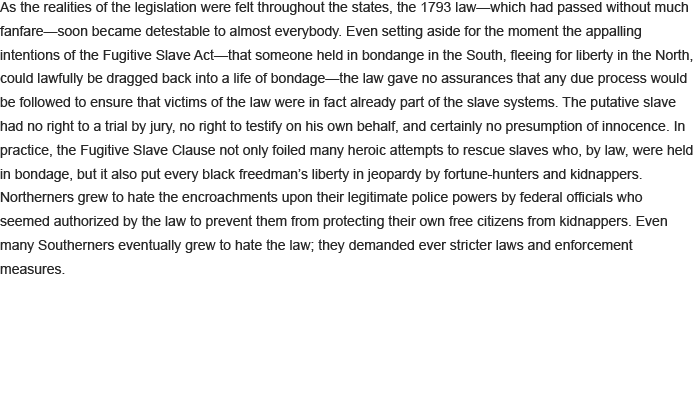 As the realities of the legislation were felt throughout the states, the 1793 law—which had passed without much
fanfare—soon became detestable to almost everybody. Even setting aside for the moment the appalling
intentions of the Fugitive Slave Act—that someone held in bondange in the South, fleeing for liberty in the North,
could lawfully be dragged back into a life of bondage—the law gave no assurances that any due process would
be followed to ensure that victims of the law were in fact already part of the slave systems. The putative slave
had no right to a trial by jury, no right to testify on his own behalf, and certainly no presumption of innocence. In
practice, the Fugitive Slave Clause not only foiled many heroic attempts to rescue slaves who, by law, were held
in bondage, but it also put every black freedman's liberty in jeopardy by fortune-hunters and kidnappers.
Northerners grew to hate the encroachments upon their legitimate police powers by federal officials who
seemed authorized by the law to prevent them from protecting their own free citizens from kidnappers. Even
many Southerners eventually grew to hate the law; they demanded ever stricter laws and enforcement
measures.